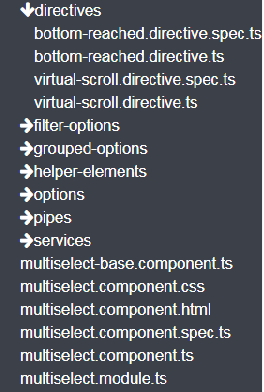 directives
bottom-reached.directive.spec.ts
bottom-reached.directive.ts
virtual-scroll.directive.spec.ts
virtual-scroll.directive.ts
filter-options
grouped-options
helper-elements
options
pipes
services
multiselect-base.component.ts
multiselect.component.css
multiselect.component.html
multiselect.component.spec.ts
multiselect.component.ts
multiselect.module.ts